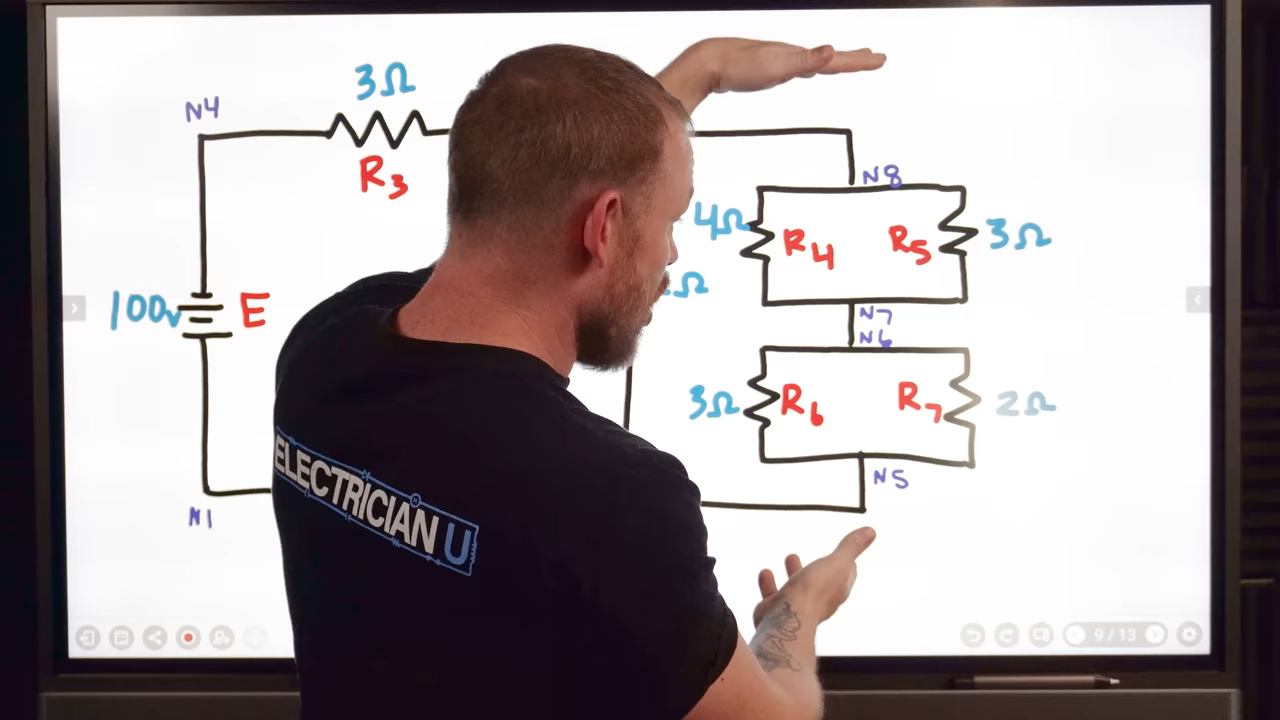 3Ω
N4
R3
N8
4Ω
R4
R5
3Ω
Ω
100v
E
N7
N6
3Ω
R6
R7
2Ω
N5
N1
ELECTRICIAN U
9 / 13